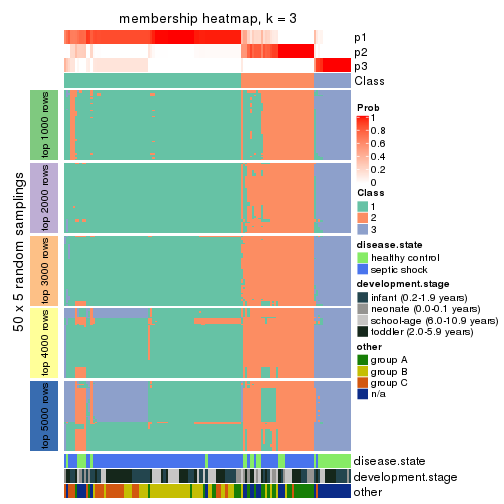 membership heatmap, k = 3
p1
p2
p3
Class
50 x 5 random samplings
top 1000 rows
top 2000 rows
top 3000 rows
top 4000 rows
top 5000 rows
Prob
1
0.8
0.6
0.4
0.2
0
Class
1
2
3
disease.state
healthy control
septic shock
development.stage
infant (0.2-1.9 years)
neonate (0.0-0.1 years)
school-age (6.0-10.9 years)
toddler (2.0-5.9 years)
other
group A
group B
group C
n/a
disease.state
development.stage
other